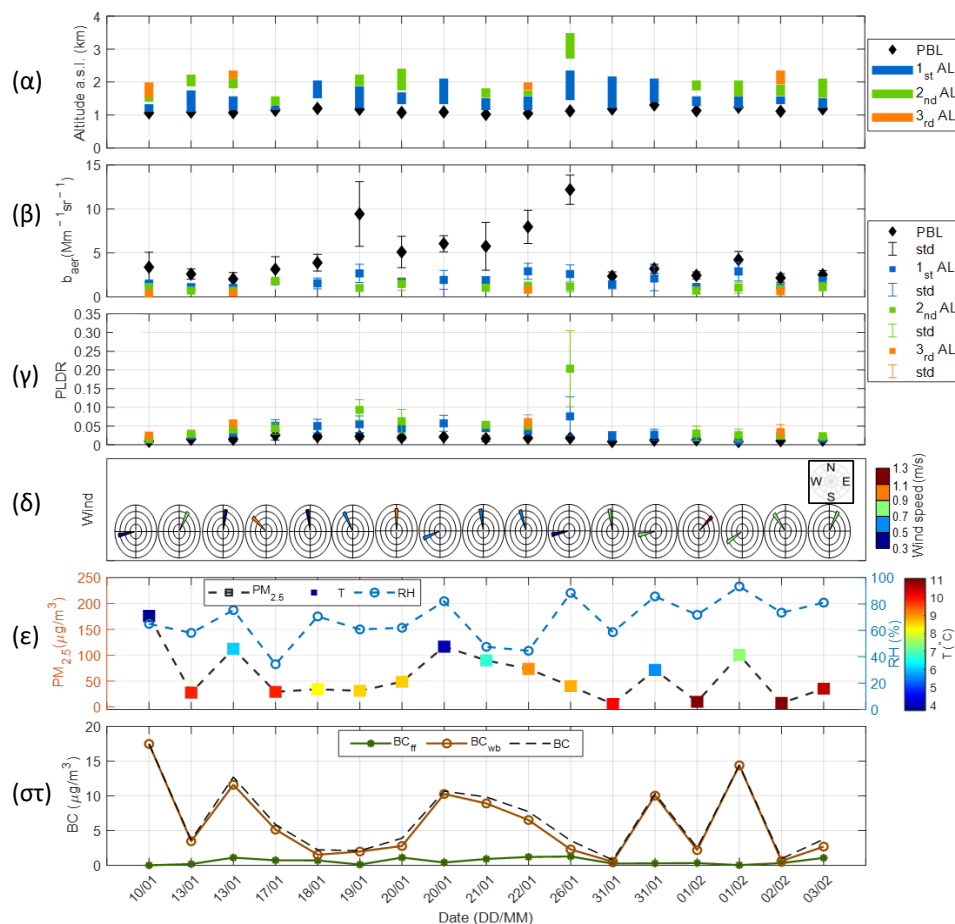 (α)
Altitude a.s.l. (km)
4
3
2
1
0
PBL
1st AL
2nd AL
3rd AL
(β)
b_aer(Mm⁻¹sr⁻¹)
15
10
5
0
PBL
std
1st AL
std
2nd AL
std
3rd AL
std
(γ)
PLDR
0.35
0.30
0.25
0.20
0.15
0.10
0.05
0
(δ)
Wind
N
W E
S
1.3
1.1
0.9
0.7
0.5
0.3
Wind speed (m/s)
(ε)
PM2.5(μg/m³)
250
200
150
100
50
0
PM2.5 T RH
100
80
60
40
20
0
RH (%)
11
10
9
8
7
6
5
4
T (°C)
(στ)
BC (μg/m³)
20
15
10
5
0
BCff BCwb BC
10/01 13/01 13/01 17/01 18/01 19/01 20/01 20/01 21/01 22/01 26/01 31/01 31/01 01/02 01/02 02/02 03/02
Date (DD/MM)